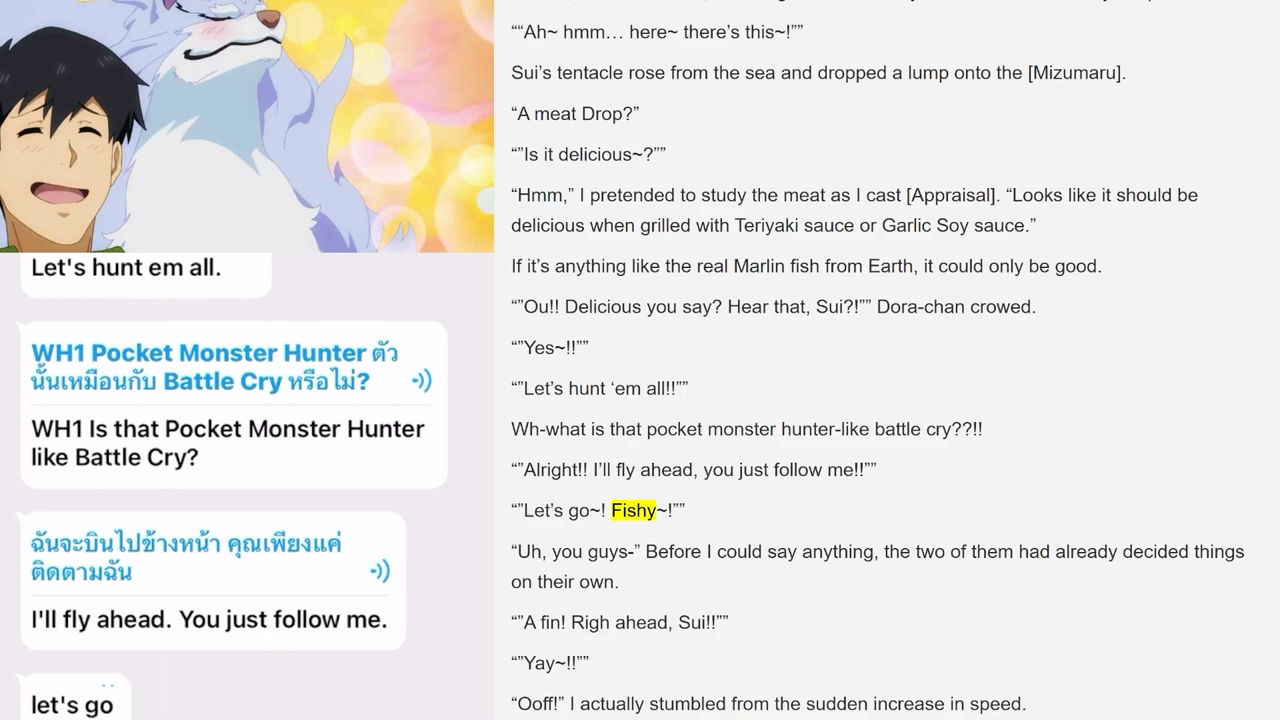 Let's hunt em all.
WH1 Pocket Monster Hunter ตัว
นั้นเหมือนกับ Battle Cry หรือไม่?
WH1 Is that Pocket Monster Hunter
like Battle Cry?
ฉันจะบินไปข้างหน้า คุณเพียงแค่
ติดตามฉัน
I'll fly ahead. You just follow me.
let's go
“‘‘Ah~ hmm… here~ there’s this~!””
Sui’s tentacle rose from the sea and dropped a lump onto the [Mizumaru].
“A meat Drop?”
“”Is it delicious~?””
“Hmm,” I pretended to study the meat as I cast [Appraisal]. “Looks like it should be
delicious when grilled with Teriyaki sauce or Garlic Soy sauce.”
If it’s anything like the real Marlin fish from Earth, it could only be good.
“”Ou!! Delicious you say? Hear that, Sui?!”” Dora-chan crowed.
“”Yes~!!””
“”Let’s hunt ‘em all!!””
Wh-what is that pocket monster hunter-like battle cry??!!
“”Alright!! I’ll fly ahead, you just follow me!!””
“”Let’s go~! Fishy~!””
“Uh, you guys-” Before I could say anything, the two of them had already decided things
on their own.
“”A fin! Righ ahead, Sui!!””
“”Yay~!!””
“Ooff!” I actually stumbled from the sudden increase in speed.